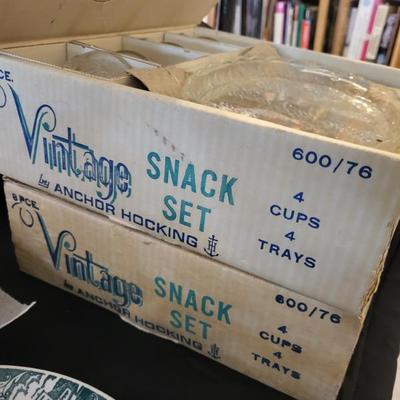 PCE.
Vintage
SNACK
SET
by ANCHOR HOCKING
600/76
4
CUPS
4
TRAYS
8 PCE.
Vintage
SNACK
SET
by ANCHOR HOCKING
600/76
4
CUPS
4
TRAYS